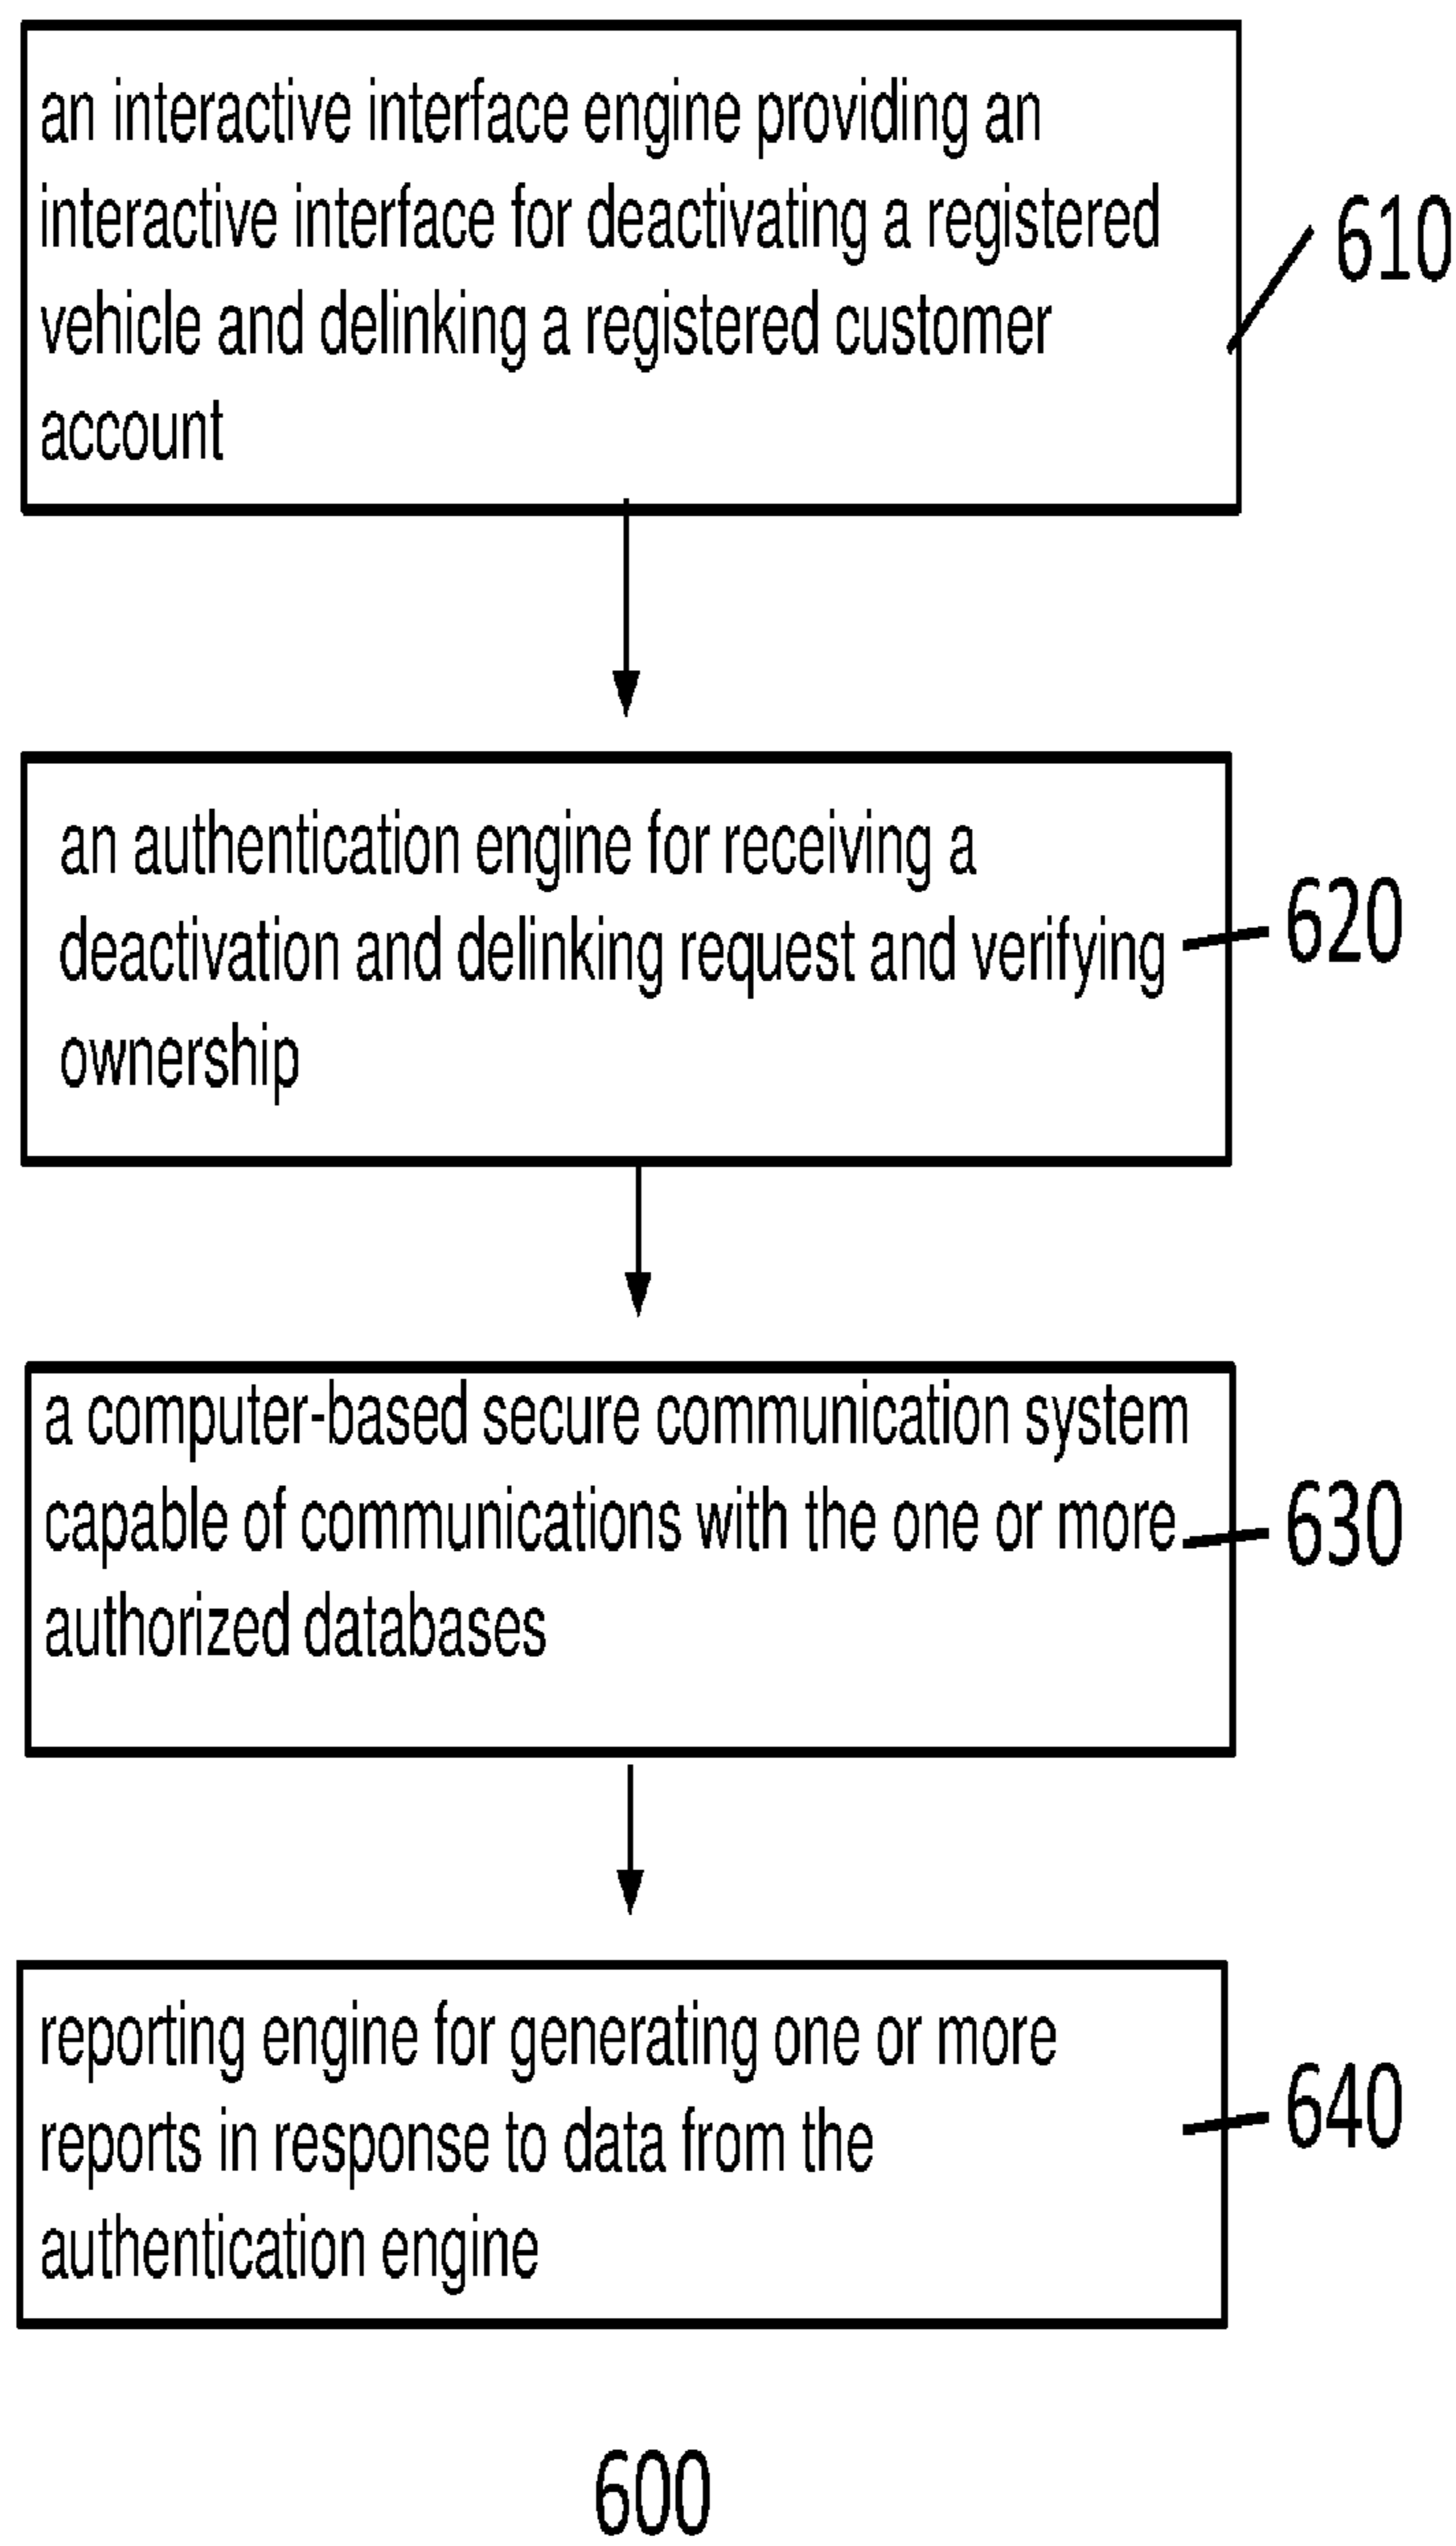 an interactive interface engine providing an
interactive interface for deactivating a registered
vehicle and delinking a registered customer
account
610
an authentication engine for receiving a
deactivation and delinking request and verifying
ownership
620
a computer-based secure communication system
capable of communications with the one or more
authorized databases
630
reporting engine for generating one or more
reports in response to data from the
authentication engine
640
600